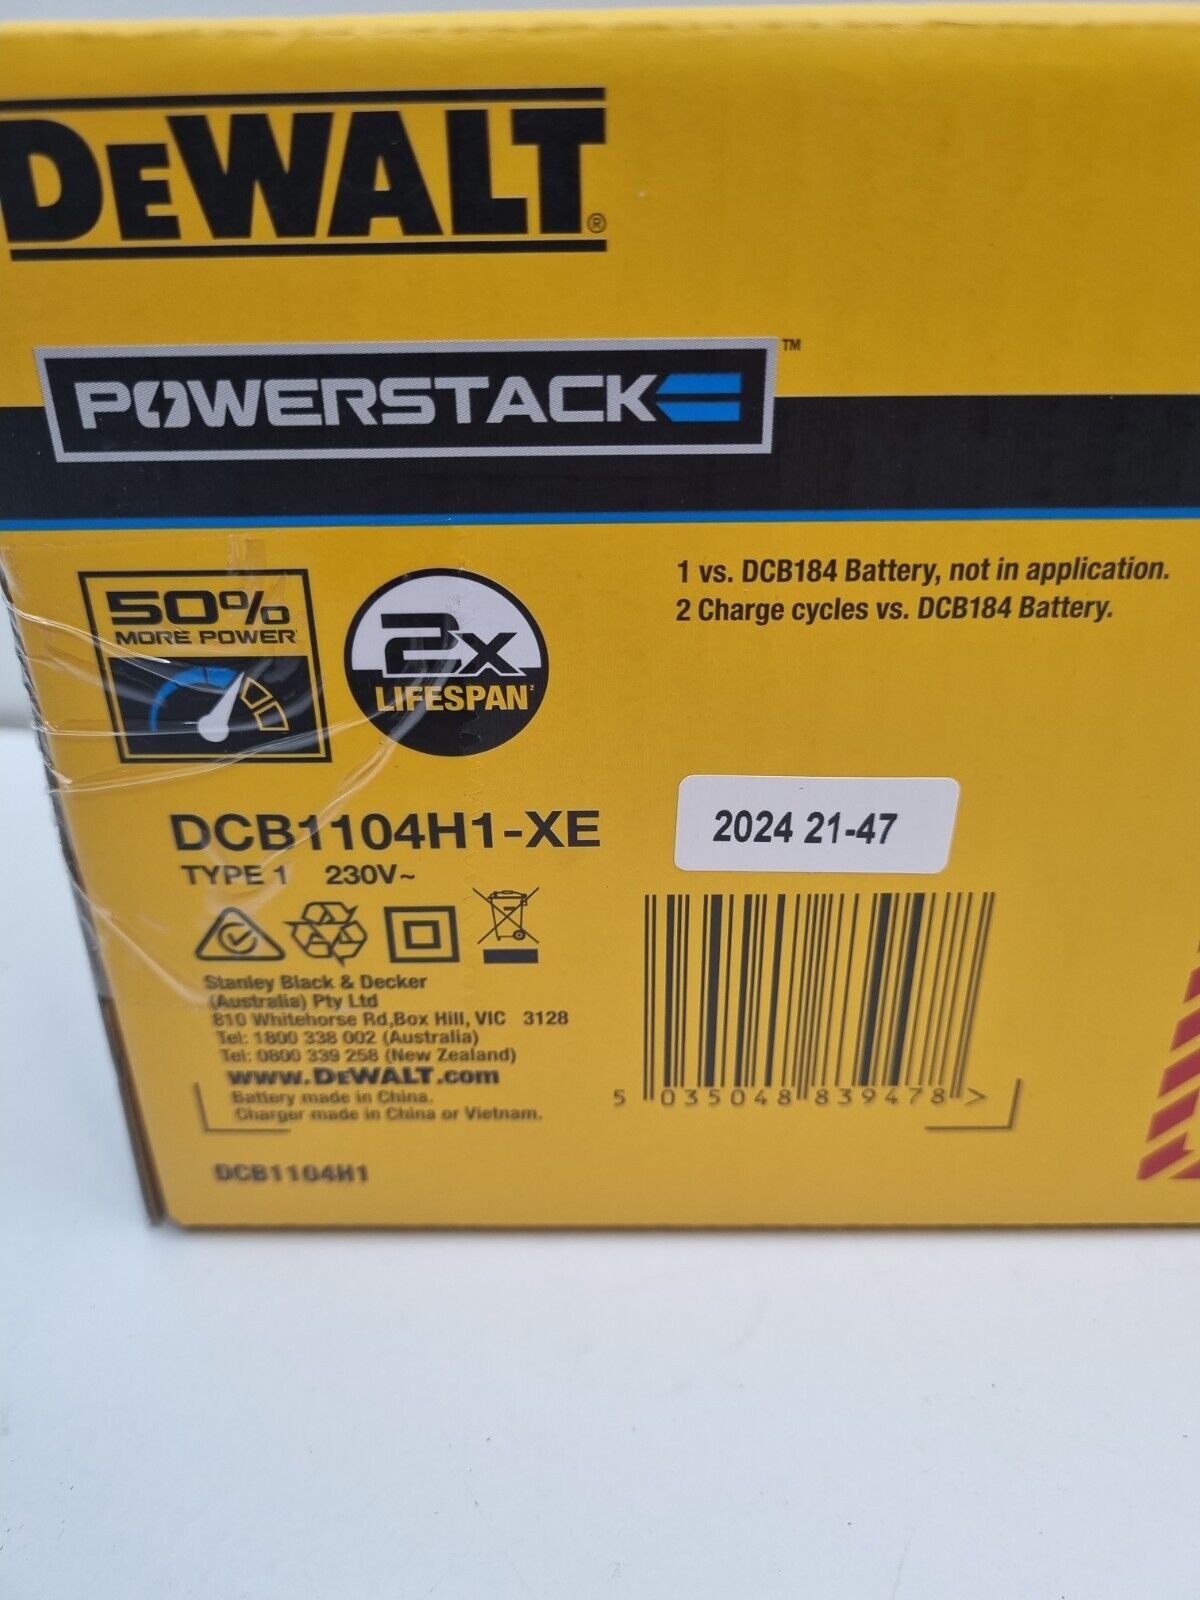 DEWALT®
POWERSTACK™
50%
MORE POWER
2x
LIFESPAN²
1 vs. DCB184 Battery, not in application.
2 Charge cycles vs. DCB184 Battery.
DCB1104H1-XE
TYPE 1 230V~
2024 21-47
Stanley Black & Decker
(Australia) Pty Ltd
810 Whitehorse Rd,Box Hill, VIC 3128
Tel: 1800 338 002 (Australia)
Tel: 0800 339 258 (New Zealand)
www.DEWALT.com
Battery made in China.
Charger made in China or Vietnam.
5 035048 839478 >
DCB1104H1